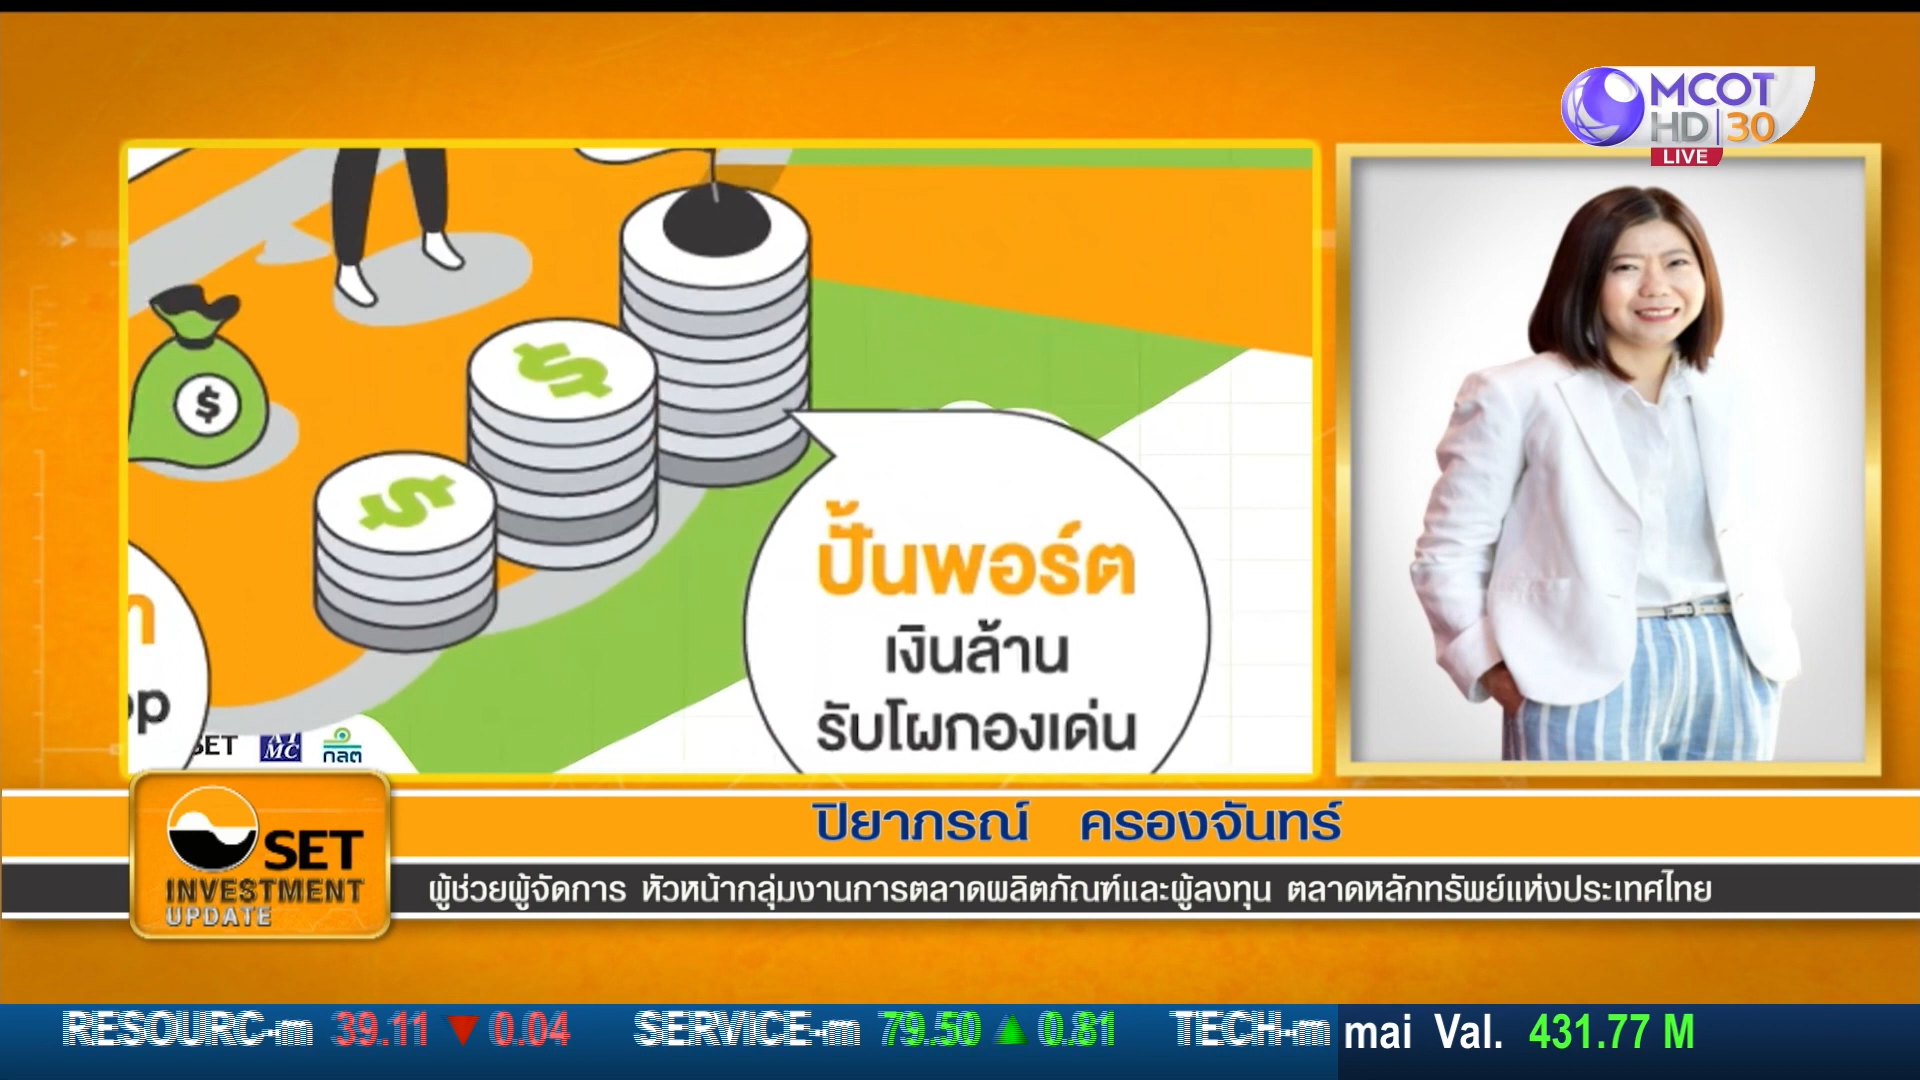 MCOT
HD 30
LIVE
$
$
$
ปั้นพอร์ต
เงินล้าน
รับโผกองเด่น
op
SET
กลต
ปิยาภรณ์ ครองจันทร์
SET
INVESTMENT
UPDATE
ผู้ช่วยผู้จัดการ หัวหน้ากลุ่มงานการตลาดผลิตภัณฑ์และผู้ลงทุน ตลาดหลักทรัพย์แห่งประเทศไทย
RESOURC-m 39.11 ▼ 0.04 SERVICE-m 79.50 ▲ 0.81 TECH-m mai Val. 431.77 M